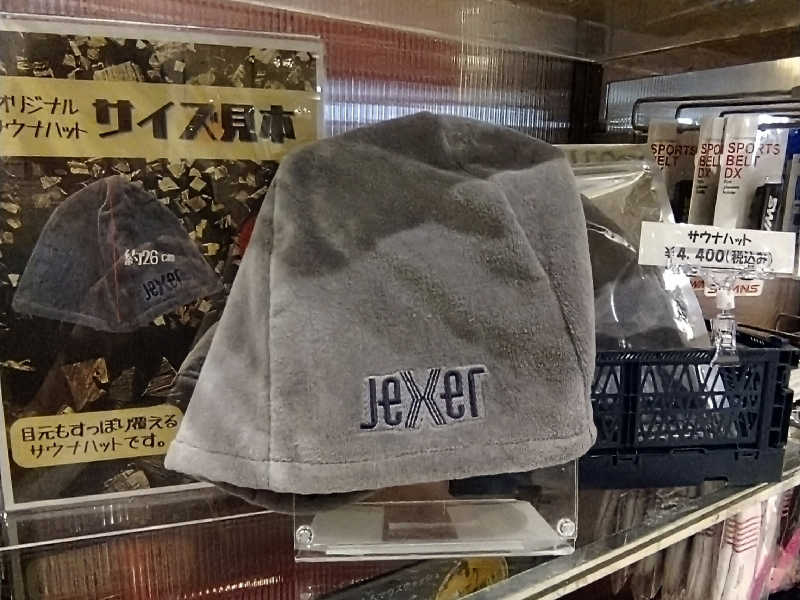 オリジナル
サウナハット
サイズ見本
約26cm
JEXER
目元もすっぽり覆える
サウナハットです。
JEXER
SPORTS
BELT
DX
SPORTS
BELT
DX
サウナハット
¥4,400(税込み)